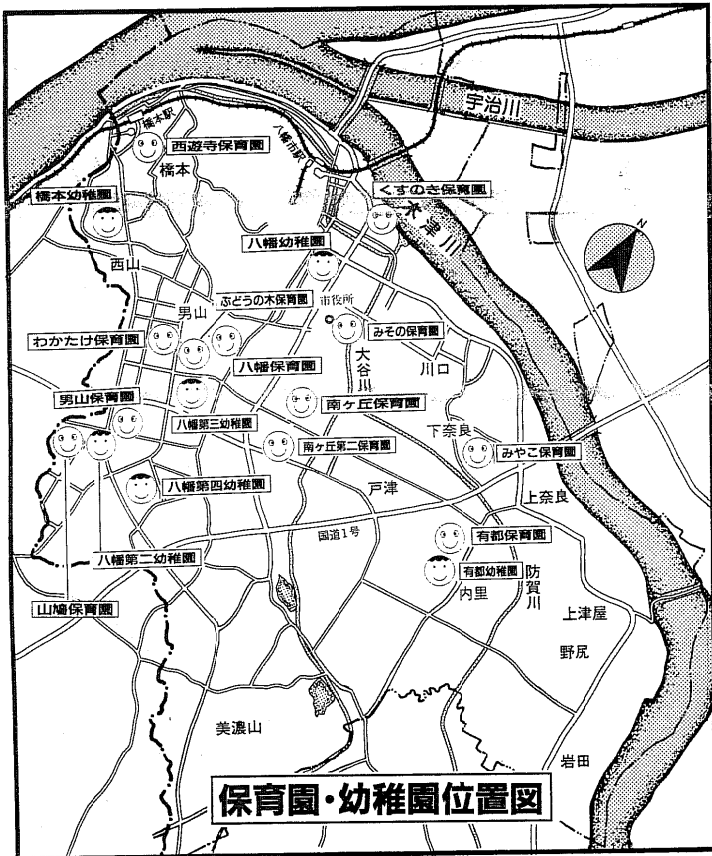 宇治川
橋本駅
西遊寺保育園
橋本
八幡市駅
くすのき保育園
木津川
橋本幼稚園
N
八幡幼稚園
西山
ぶどうの木保育園
市役所
男山
みその保育園
わかたけ保育園
八幡保育園
大谷川
川口
男山保育園
南ヶ丘保育園
八幡第三幼稚園
下奈良
南ヶ丘第二保育園
みやこ保育園
八幡第四幼稚園
戸津
上奈良
国道1号
有都保育園
八幡第二幼稚園
有都幼稚園
防賀川
内里
山鳩保育園
上津屋
野尻
美濃山
岩田
保育園・幼稚園位置図